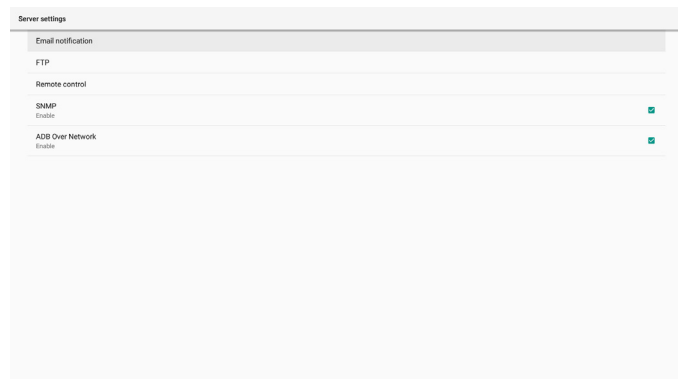 Server settings
Email notification
FTP
Remote control
SNMP
Enable
ADB Over Network
Enable